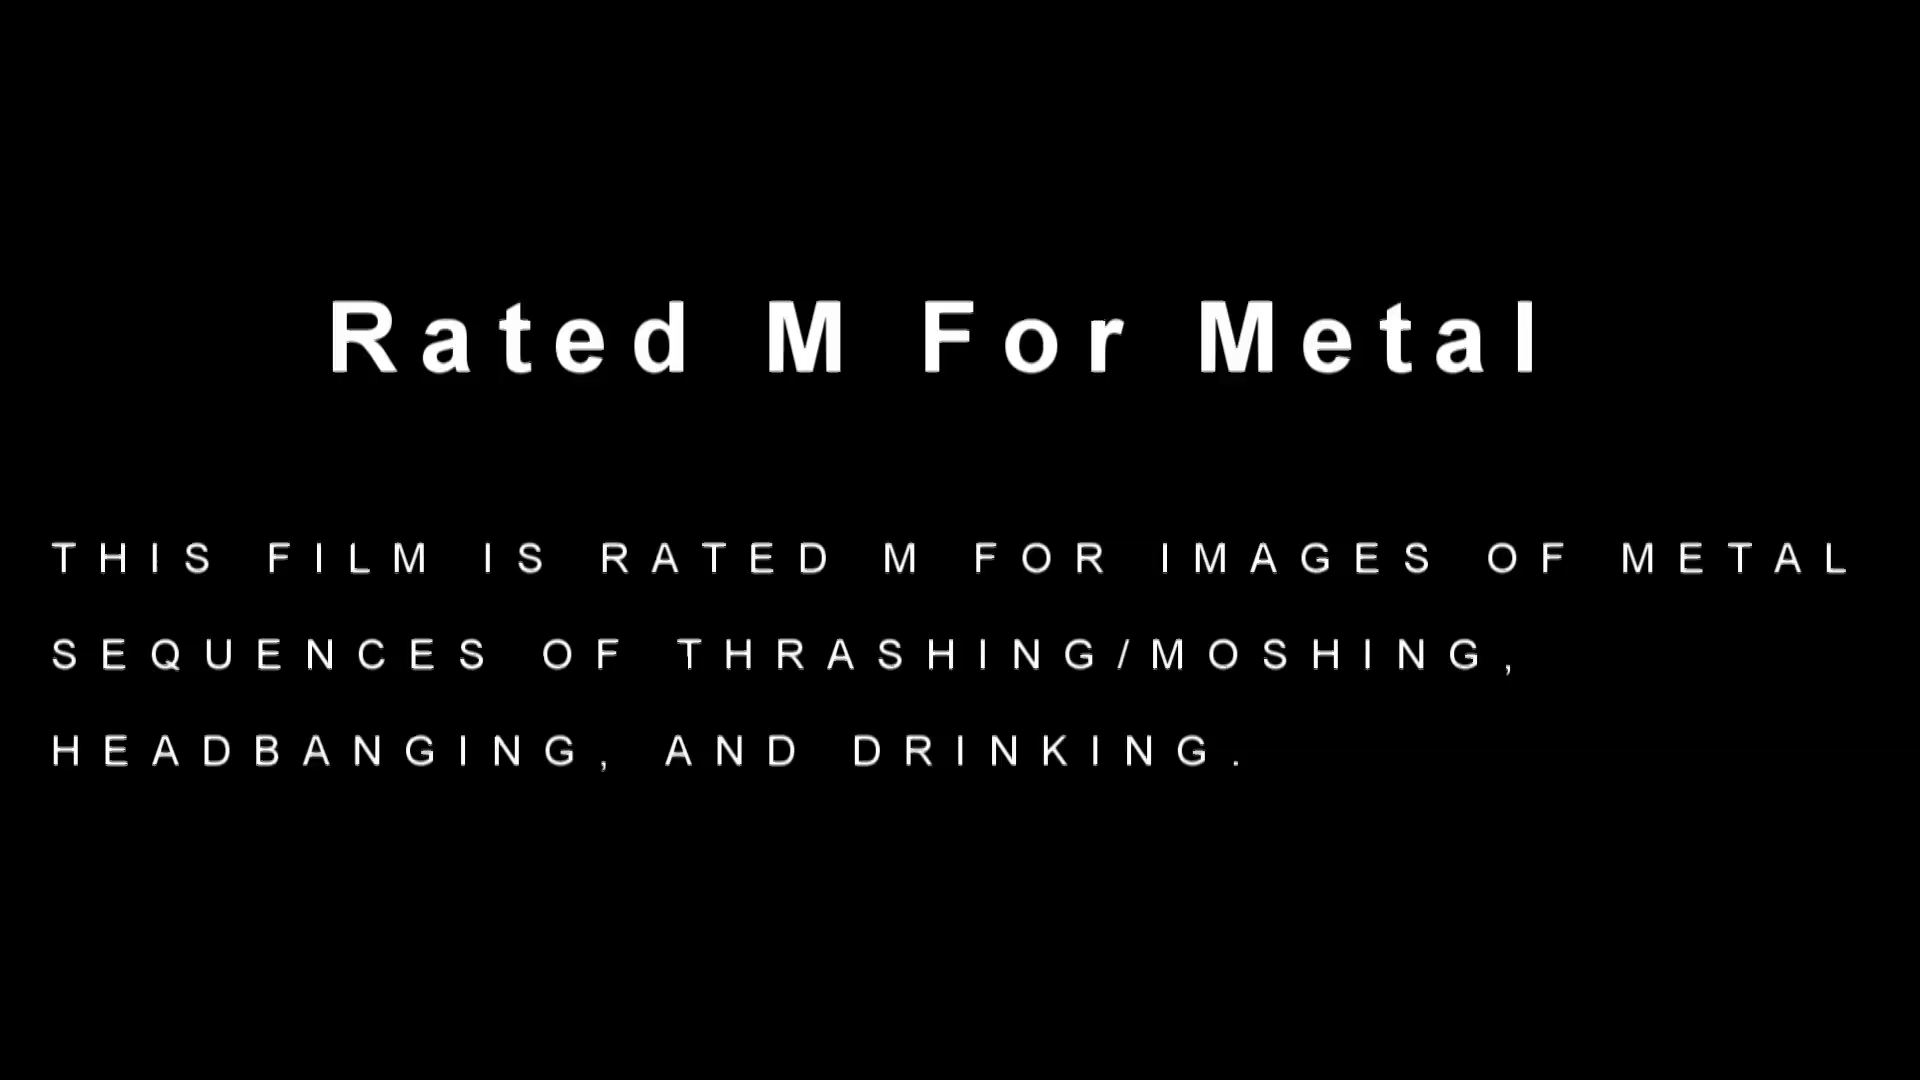 Rated M For Metal
THIS FILM IS RATED M FOR IMAGES OF METAL
SEQUENCES OF THRASHING/MOSHING,
HEADBANGING, AND DRINKING.